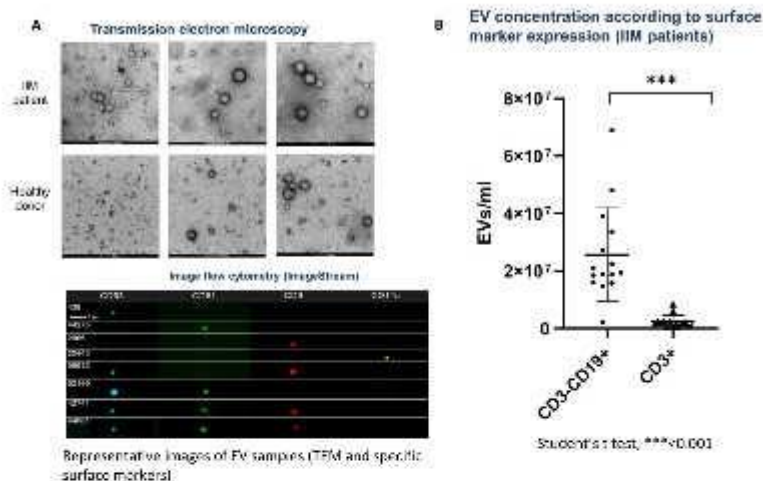 A
Transmission electron microscopy
IIM
patient
Healthy
donor
Image flow cytometry (ImageStream)
Representative images of EV samples (TEM and specific
surface markers)
B
EV concentration according to surface
marker expression (IIM patients)
***
8×10⁷
6×10⁷
4×10⁷
2×10⁷
0
EVs/ml
CD3-CD19+
CD3+
Student's t test, ***<0.001